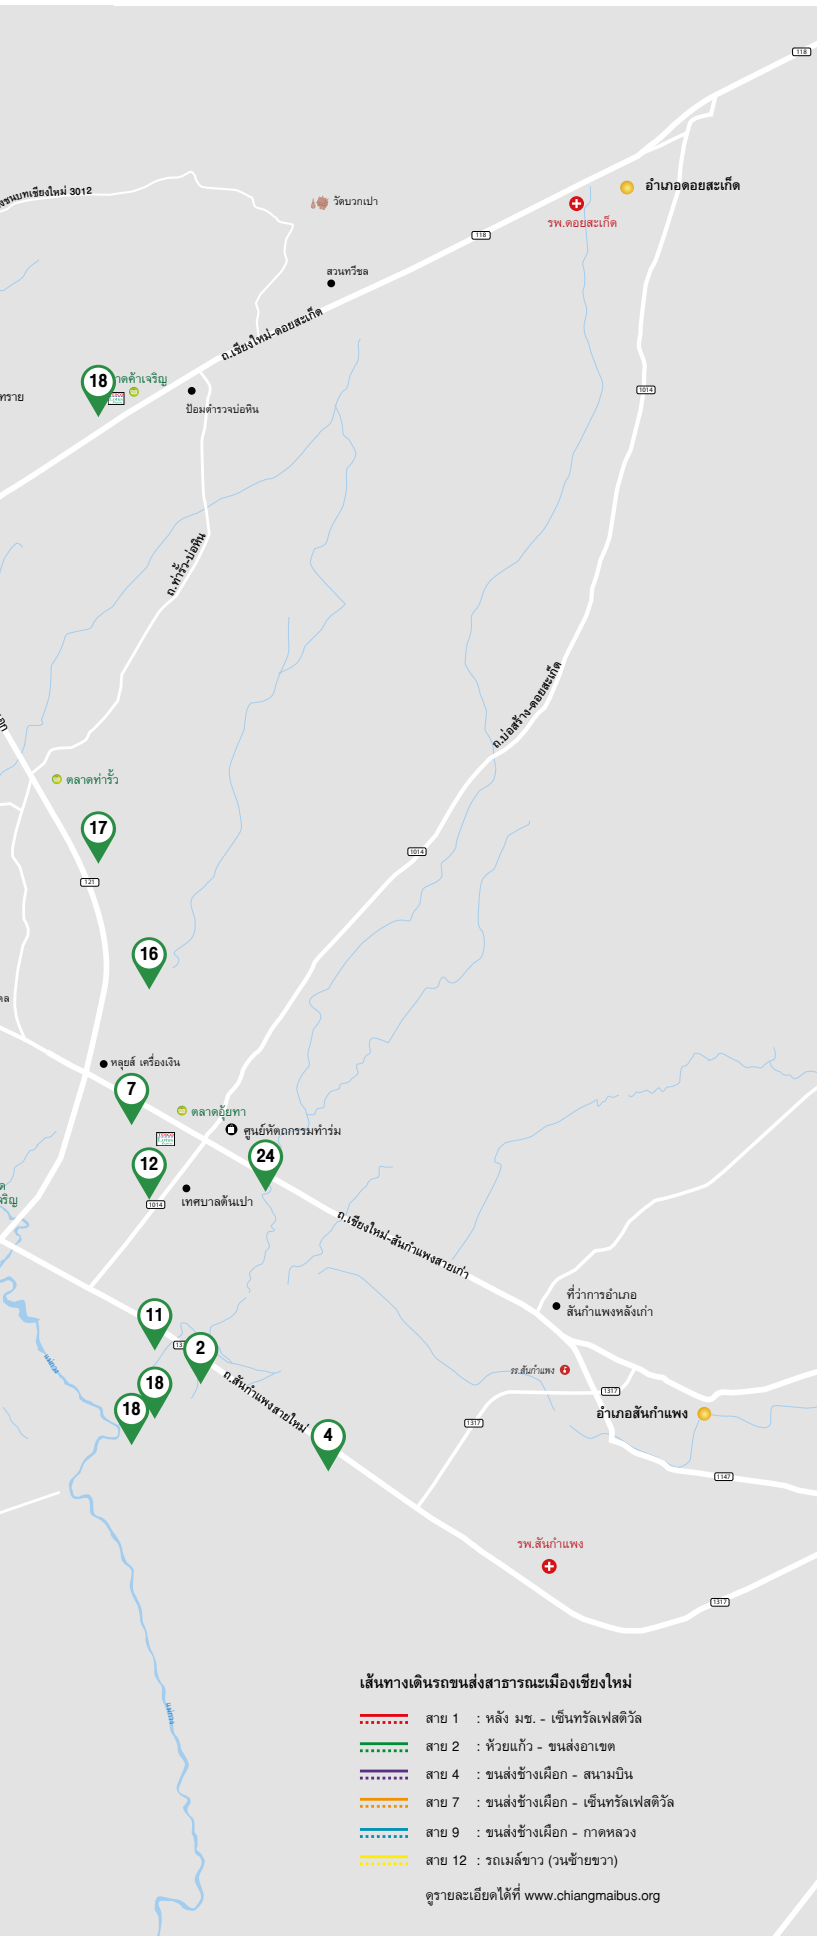 118
อำเภอดอยสะเก็ด
งชนบทเชียงใหม่ 3012
วัดบวกเปา
รพ.ดอยสะเก็ด
118
สวนทวีชล
ถ.เชียงใหม่-ดอยสะเก็ด
18
าดค้าเจริญ
1014
ทราย
ป้อมตำรวจบ่อหิน
ถ.ท่ารั้ว-บ่อหิน
ถ.บ่อสร้าง-ดอยสะเก็ด
ตลาดท่ารั้ว
17
1014
121
16
หลุยส์ เครื่องเงิน
7
ตลาดอุ้ยทา
ศูนย์หัตถกรรมทำร่ม
12
24
เทศบาลต้นเปา
1014
ริญ
ถ.เชียงใหม่-สันกำแพงสายเก่า
ที่ว่าการอำเภอ
สันกำแพงหลังเก่า
11
2
แม่กวง
รร.สันกำแพง
ถ.สันกำแพงสายใหม่
18
18
1317
อำเภอสันกำแพง
1317
4
1147
รพ.สันกำแพง
1317
แม่กวง
เส้นทางเดินรถขนส่งสาธารณะเมืองเชียงใหม่
สาย 1 : หลัง มช. - เซ็นทรัลเฟสติวัล
สาย 2 : ห้วยแก้ว - ขนส่งอาเขต
สาย 4 : ขนส่งช้างเผือก - สนามบิน
สาย 7 : ขนส่งช้างเผือก - เซ็นทรัลเฟสติวัล
สาย 9 : ขนส่งช้างเผือก - กาดหลวง
สาย 12 : รถเมล์ขาว (วนซ้ายขวา)
ดูรายละเอียดได้ที่ www.chiangmaibus.org